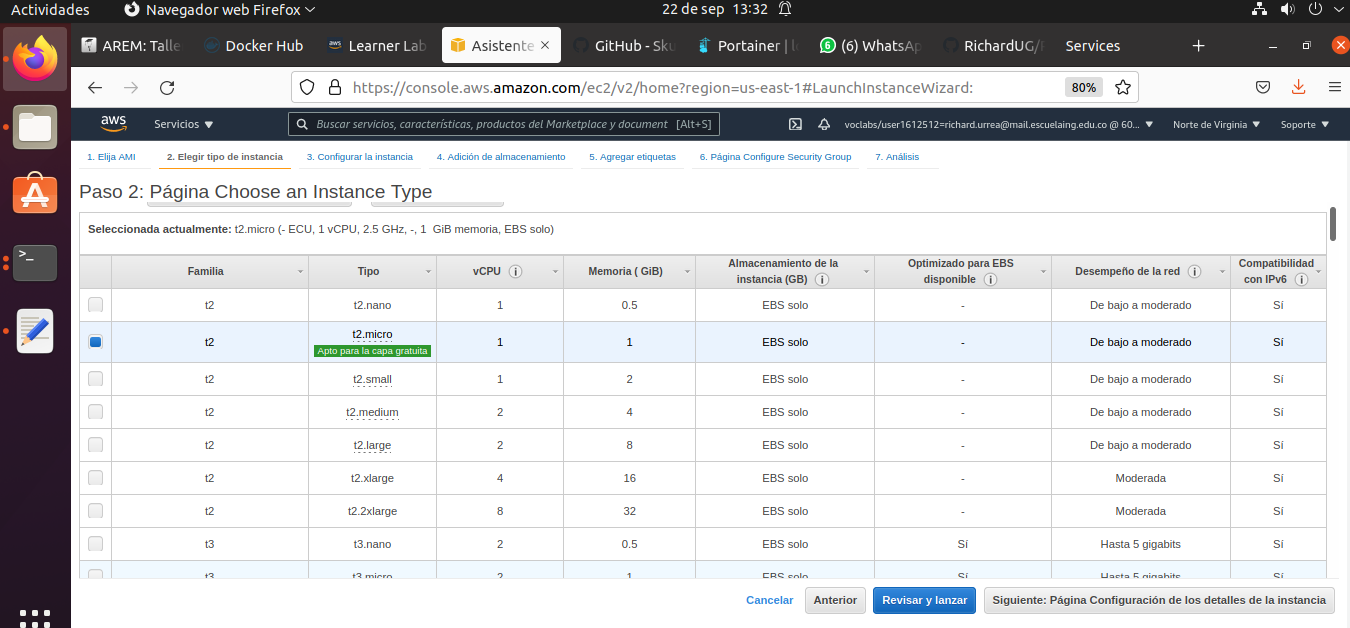 Actividades Navegador web Firefox 22 de sep 13:32
AREM: Talle Docker Hub Learner Lab Asistente GitHub - Sku Portainer | (6) WhatsAp RichardUG/ Services
https://console.aws.amazon.com/ec2/v2/home?region=us-east-1#LaunchInstanceWizard: 80%
aws Servicios Buscar servicios, características, productos del Marketplace y document [Alt+S] voclabs/user1612512=richard.urrea@mail.escuelaing.edu.co @ 60... Norte de Virginia Soporte
1. Elija AMI 2. Elegir tipo de instancia 3. Configurar la instancia 4. Adición de almacenamiento 5. Agregar etiquetas 6. Página Configure Security Group 7. Análisis
Paso 2: Página Choose an Instance Type
Seleccionada actualmente: t2.micro (- ECU, 1 vCPU, 2.5 GHz, -, 1 GiB memoria, EBS solo)
Familia Tipo vCPU Memoria ( GiB) Almacenamiento de la instancia (GB) Optimizado para EBS disponible Desempeño de la red Compatibilidad con IPv6
t2 t2.nano 1 0.5 EBS solo - De bajo a moderado Sí
t2 t2.micro Apto para la capa gratuita 1 1 EBS solo - De bajo a moderado Sí
t2 t2.small 1 2 EBS solo - De bajo a moderado Sí
t2 t2.medium 2 4 EBS solo - De bajo a moderado Sí
t2 t2.large 2 8 EBS solo - De bajo a moderado Sí
t2 t2.xlarge 4 16 EBS solo - Moderada Sí
t2 t2.2xlarge 8 32 EBS solo - Moderada Sí
t3 t3.nano 2 0.5 EBS solo Sí Hasta 5 gigabits Sí
t3 t3.micro 2 1 EBS solo Sí Hasta 5 gigabits Sí
Cancelar Anterior Revisar y lanzar Siguiente: Página Configuración de los detalles de la instancia